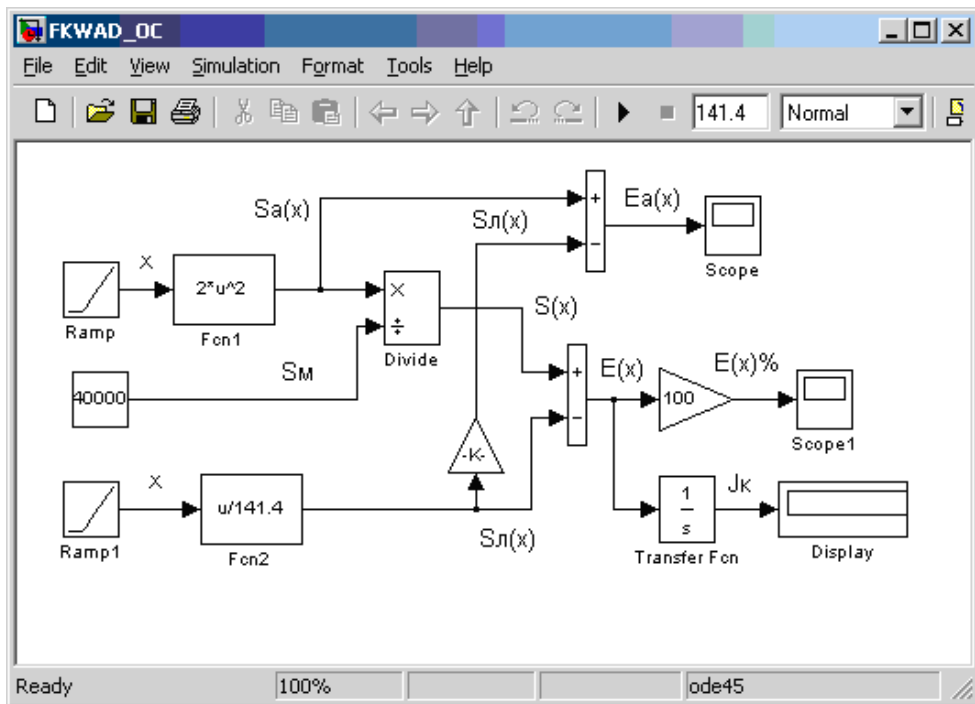 FKWAD_OC
File Edit View Simulation Format Tools Help
141.4 Normal
Sa(x) Sл(x) Ea(x)
Scope
x
2*u^2
Ramp Fcn1
×
÷
Divide
+
−
S(x)
Sм
40000
+
−
E(x) E(x)%
100
Scope1
-K-
x
u/141.4
Ramp1 Fcn2
Sл(x)
1
s
Jк
Transfer Fcn Display
Ready 100% ode45